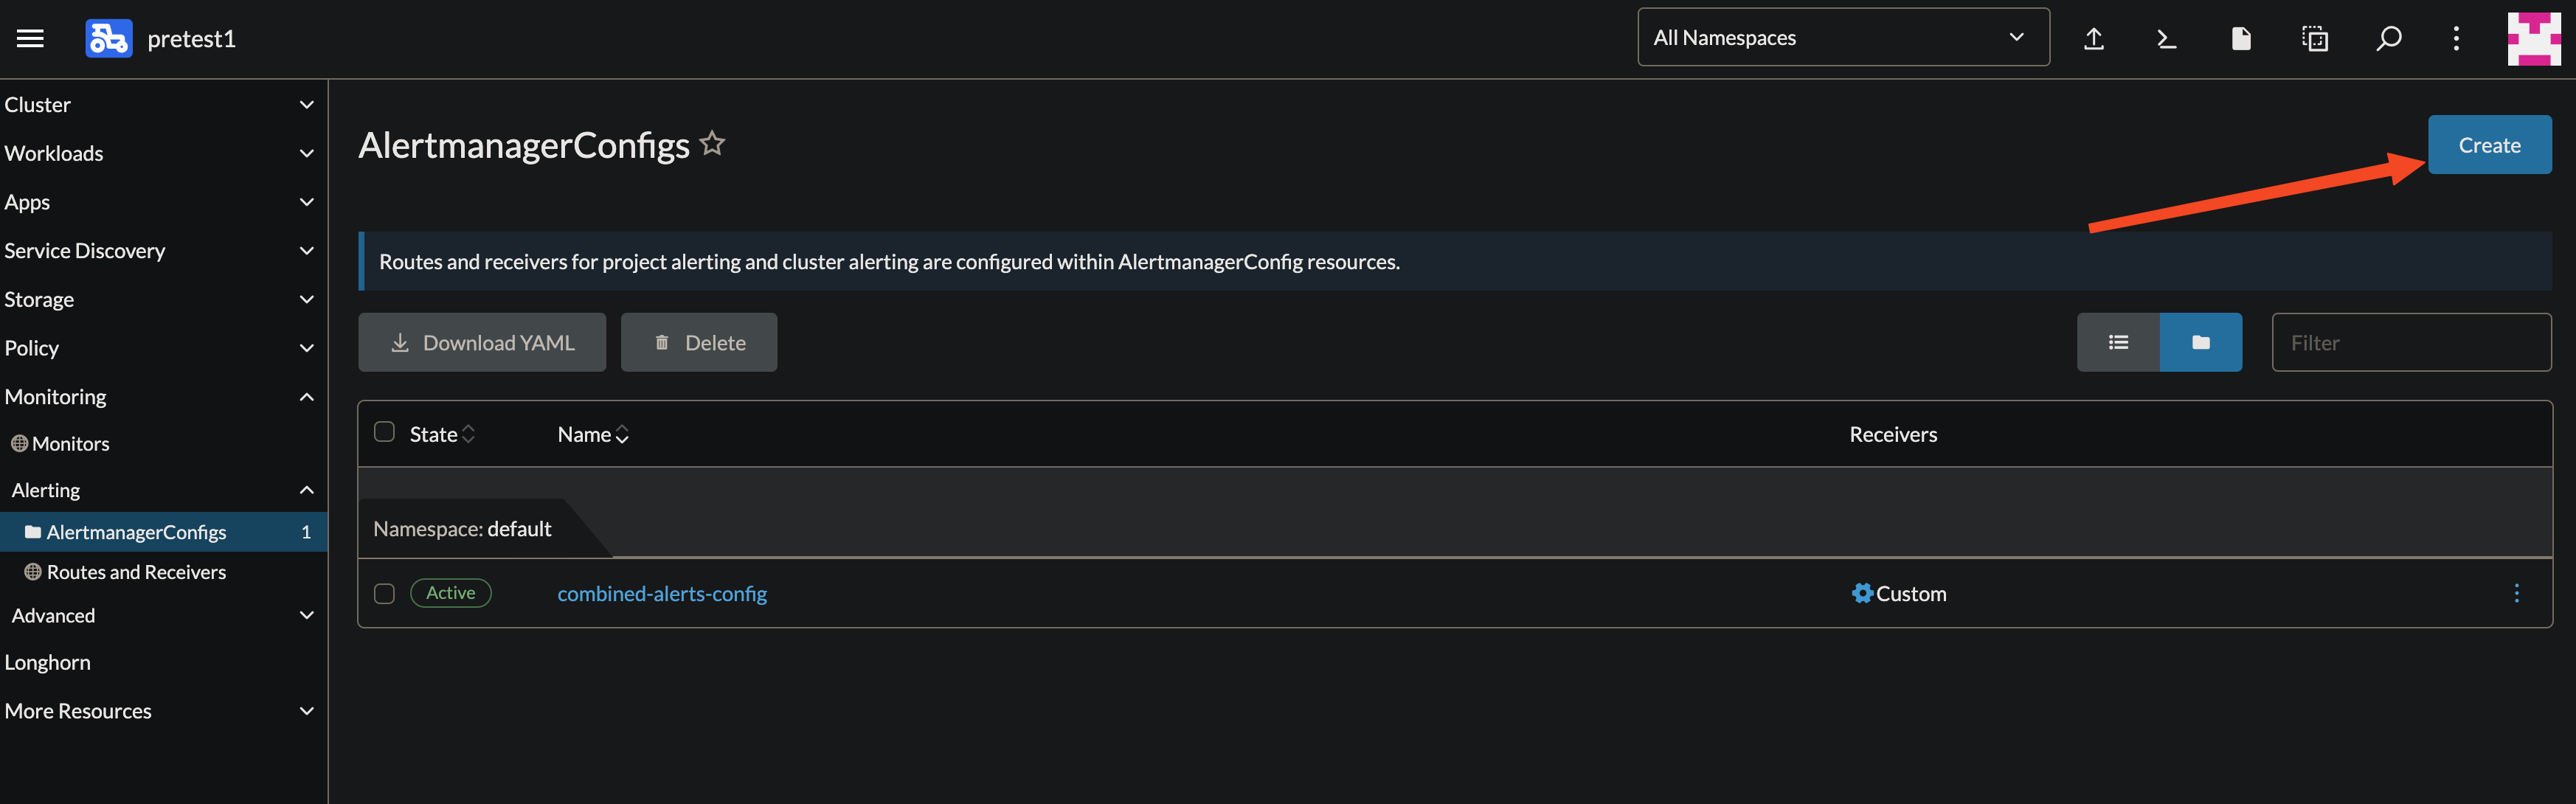 pretest1
All Namespaces
Cluster
Workloads
Apps
Service Discovery
Storage
Policy
Monitoring
Monitors
Alerting
AlertmanagerConfigs 1
Routes and Receivers
Advanced
Longhorn
More Resources
AlertmanagerConfigs
Create
Routes and receivers for project alerting and cluster alerting are configured within AlertmanagerConfig resources.
Download YAML
Delete
Filter
State Name Receivers
Namespace: default
Active combined-alerts-config Custom